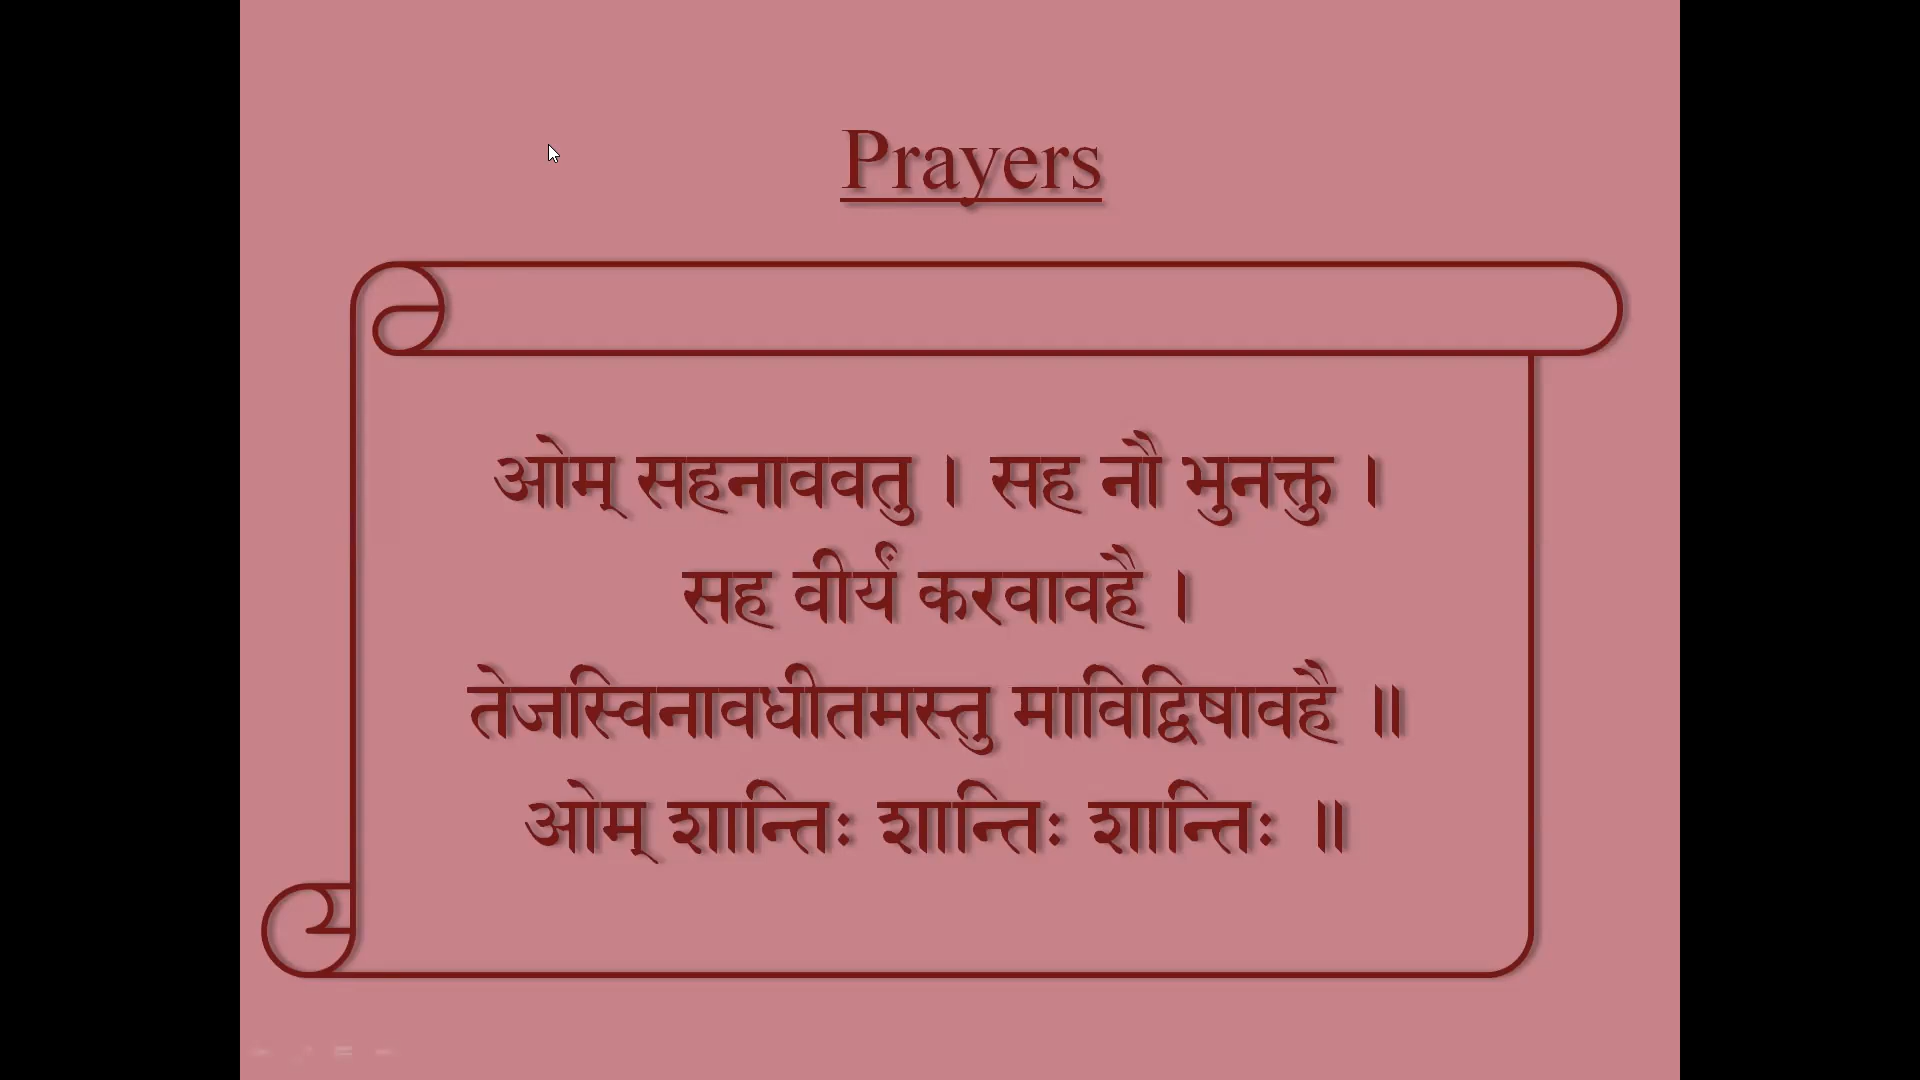 Prayers
ओम् सहनाववतु । सह नौ भुनक्तु ।
सह वीर्यं करवावहै ।
तेजस्विनावधीतमस्तु माविद्विषावहै ॥
ओम् शान्तिः शान्तिः शान्तिः ॥